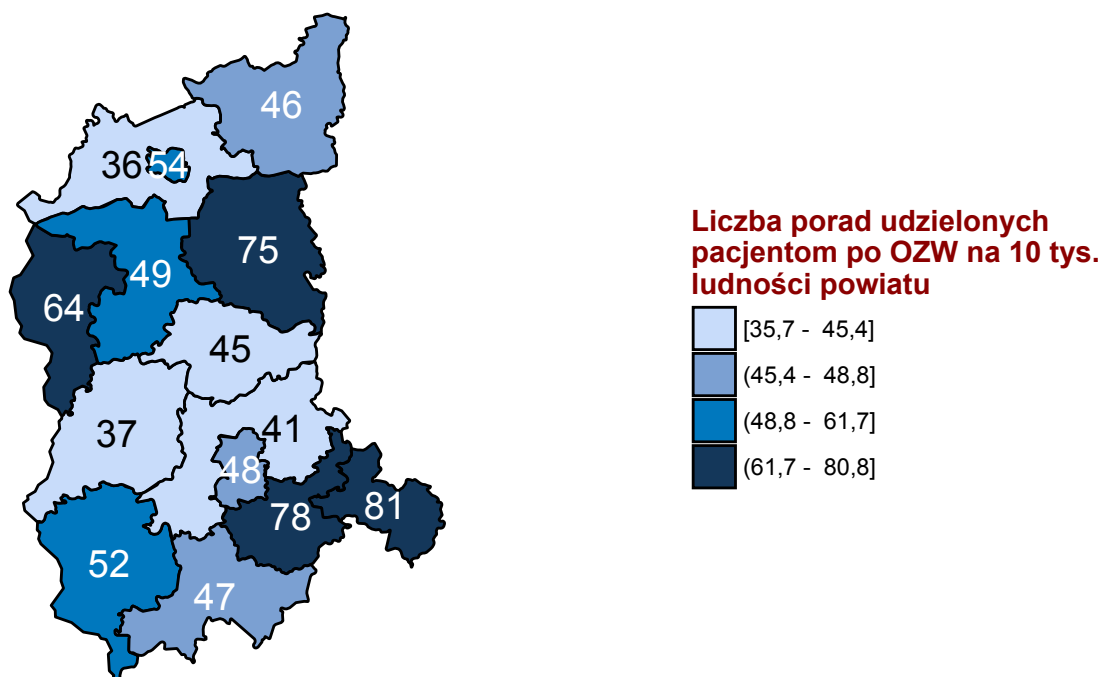 46
36 54
75
49
64
45
37
41
48
81
78
52
47
Liczba porad udzielonych
pacjentom po OZW na 10 tys.
ludności powiatu
[35,7 - 45,4]
(45,4 - 48,8]
(48,8 - 61,7]
(61,7 - 80,8]